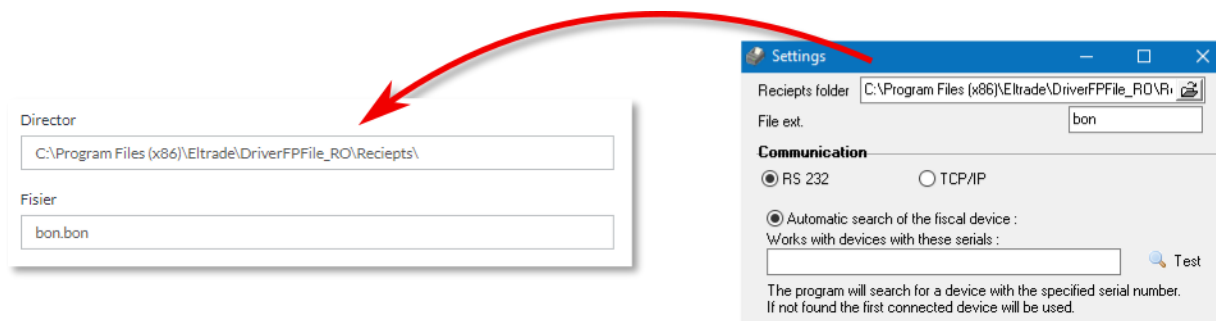 Director
C:\Program Files (x86)\Eltrade\DriverFPFile_RO\Reciepts\
Fisier
bon.bon
Settings
Reciepts folder C:\Program Files (x86)\Eltrade\DriverFPFile_RO\R
File ext. bon
Communication
RS 232 TCP/IP
Automatic search of the fiscal device :
Works with devices with these serials :
Test
The program will search for a device with the specified serial number.
If not found the first connected device will be used.